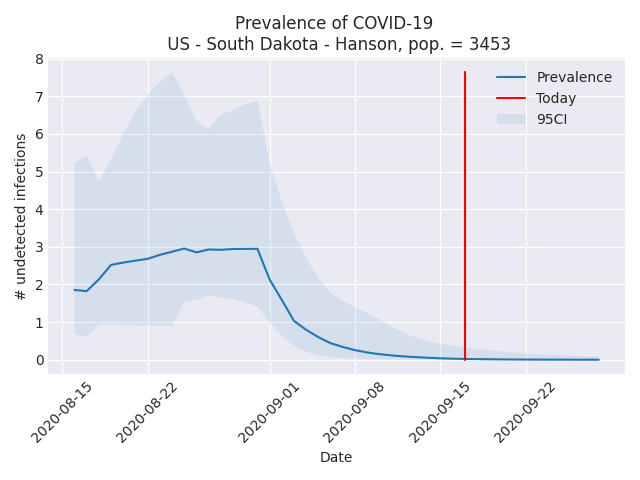 Prevalence of COVID-19
US - South Dakota - Hanson, pop. = 3453
Prevalence
Today
95CI
# undetected infections
8
7
6
5
4
3
2
1
0
2020-08-15
2020-08-22
2020-09-01
2020-09-08
2020-09-15
2020-09-22
Date